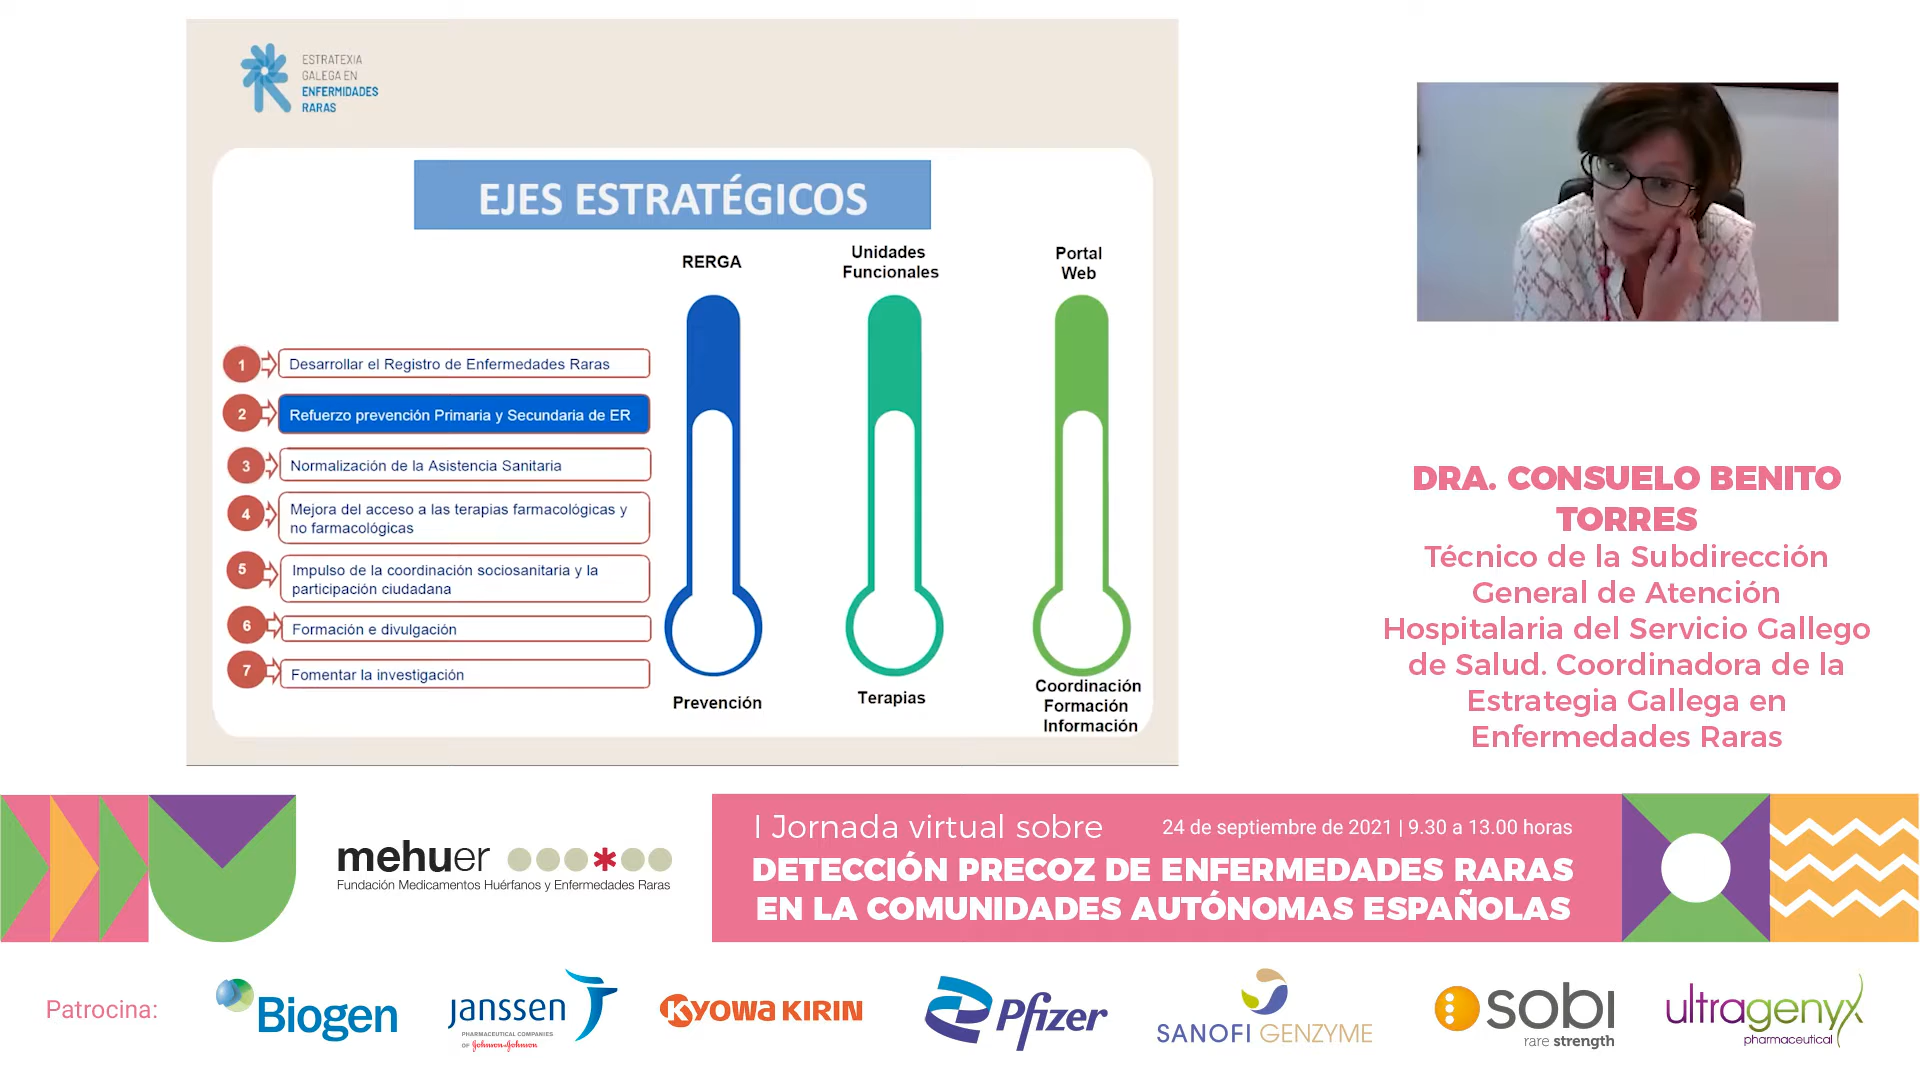 ESTRATEXIA
GALEGA EN
ENFERMIDADES
RARAS
EJES ESTRATÉGICOS
RERGA
Unidades
Funcionales
Portal
Web
1
Desarrollar el Registro de Enfermedades Raras
2
Refuerzo prevención Primaria y Secundaria de ER
3
Normalización de la Asistencia Sanitaria
4
Mejora del acceso a las terapias farmacológicas y
no farmacológicas
5
Impulso de la coordinación sociosanitaria y la
participación ciudadana
6
Formación e divulgación
7
Fomentar la investigación
Prevención
Terapias
Coordinación
Formación
Información
DRA. CONSUELO BENITO
TORRES
Técnico de la Subdirección
General de Atención
Hospitalaria del Servicio Gallego
de Salud. Coordinadora de la
Estrategia Gallega en
Enfermedades Raras
mehuer
Fundación Medicamentos Huérfanos y Enfermedades Raras
I Jornada virtual sobre
24 de septiembre de 2021 | 9.30 a 13.00 horas
DETECCIÓN PRECOZ DE ENFERMEDADES RARAS
EN LA COMUNIDADES AUTÓNOMAS ESPAÑOLAS
Patrocina:
Biogen
janssen
PHARMACEUTICAL COMPANIES
OF Johnson & Johnson
KYOWA KIRIN
Pfizer
SANOFI GENZYME
sobi
rare strength
ultragenyx
pharmaceutical